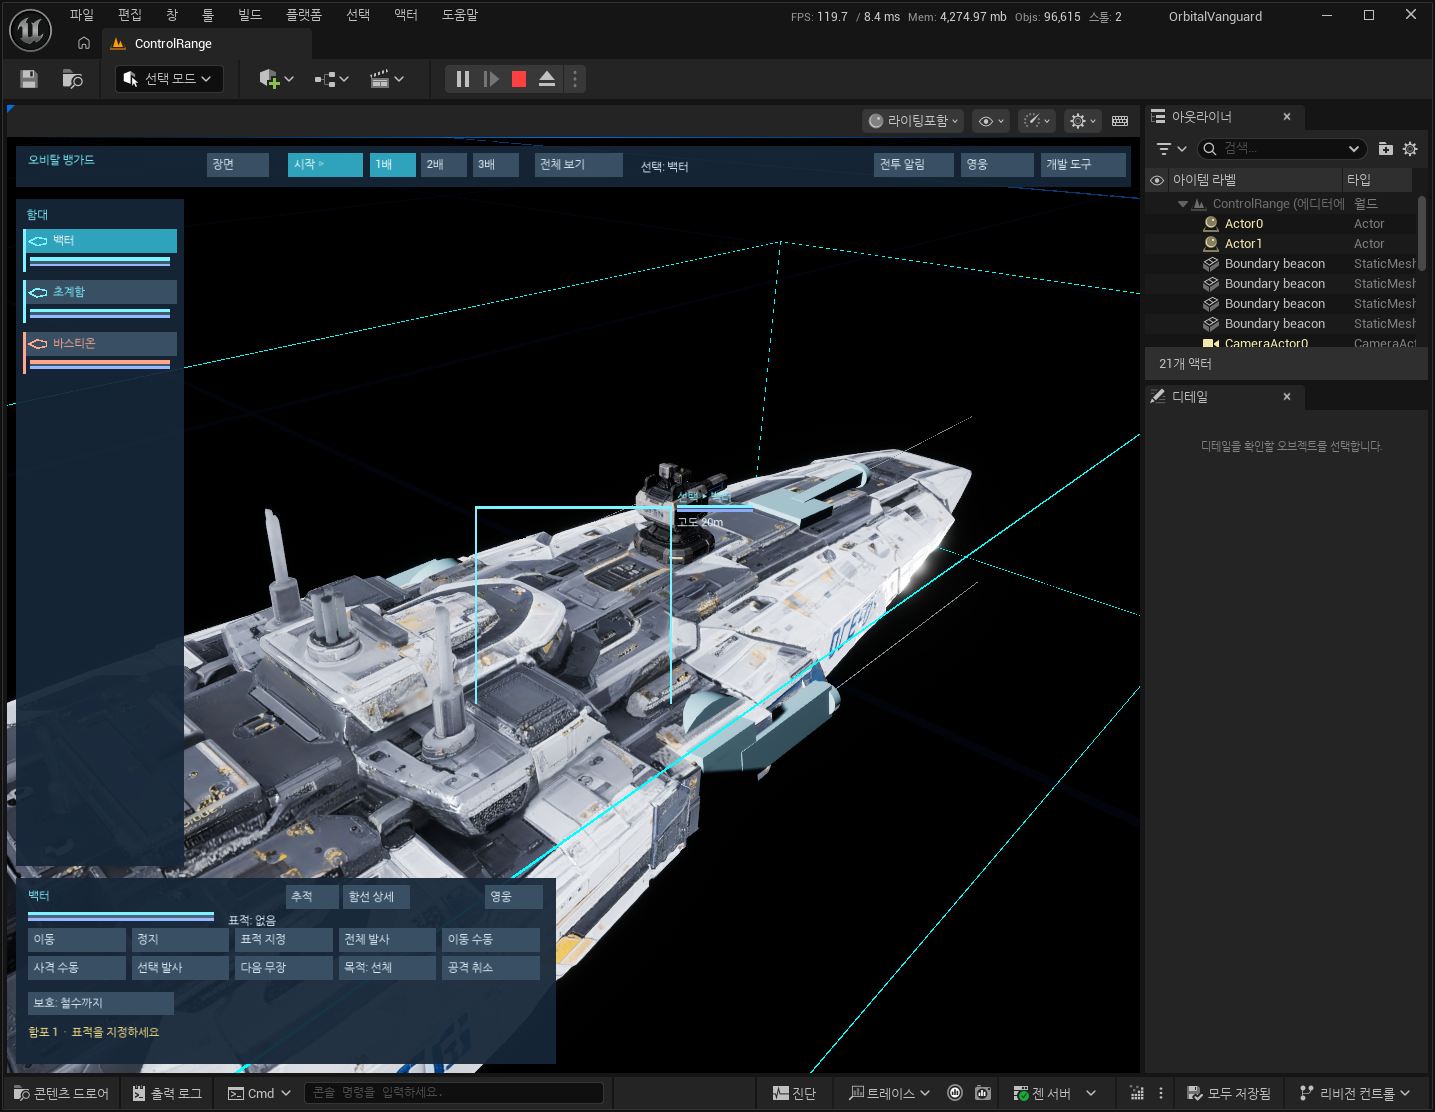 파일 편집 창 툴 빌드 플랫폼 선택 액터 도움말
FPS: 119.7 / 8.4 ms Mem: 4,274.97 mb Objs: 96,615 스톨: 2
OrbitalVanguard
ControlRange
선택 모드
라이팅포함
오비탈 뱅가드
장면
시작
1배
2배
3배
전체 보기
선택: 백터
전투 알림
영웅
개발 도구
함대
백터
초계함
바스티온
선택 ▸ 백터
고도 20m
백터
추적
함선 상세
영웅
표적: 없음
이동
정지
표적 지정
전체 발사
이동 수동
사격 수동
선택 발사
다음 무장
목적: 선체
공격 취소
보호: 철수까지
함포 1 · 표적을 지정하세요
아웃라이너
검색...
아이템 라벨 타입
ControlRange (에디터에 월드
Actor0 Actor
Actor1 Actor
Boundary beacon StaticMesh
Boundary beacon StaticMesh
Boundary beacon StaticMesh
Boundary beacon StaticMesh
CameraActor0 CameraAct
21개 액터
디테일
디테일을 확인할 오브젝트를 선택합니다.
콘텐츠 드로어
출력 로그
Cmd
콘솔 명령을 입력하세요.
진단
트레이스
젠 서버
모두 저장됨
리비전 컨트롤